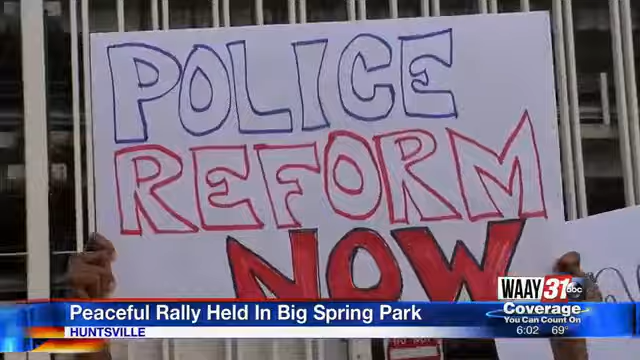 POLICE
REFORM
NOW
Peaceful Rally Held In Big Spring Park
HUNTSVILLE
WAAY 31 abc
Coverage
You Can Count On
6:02 69°